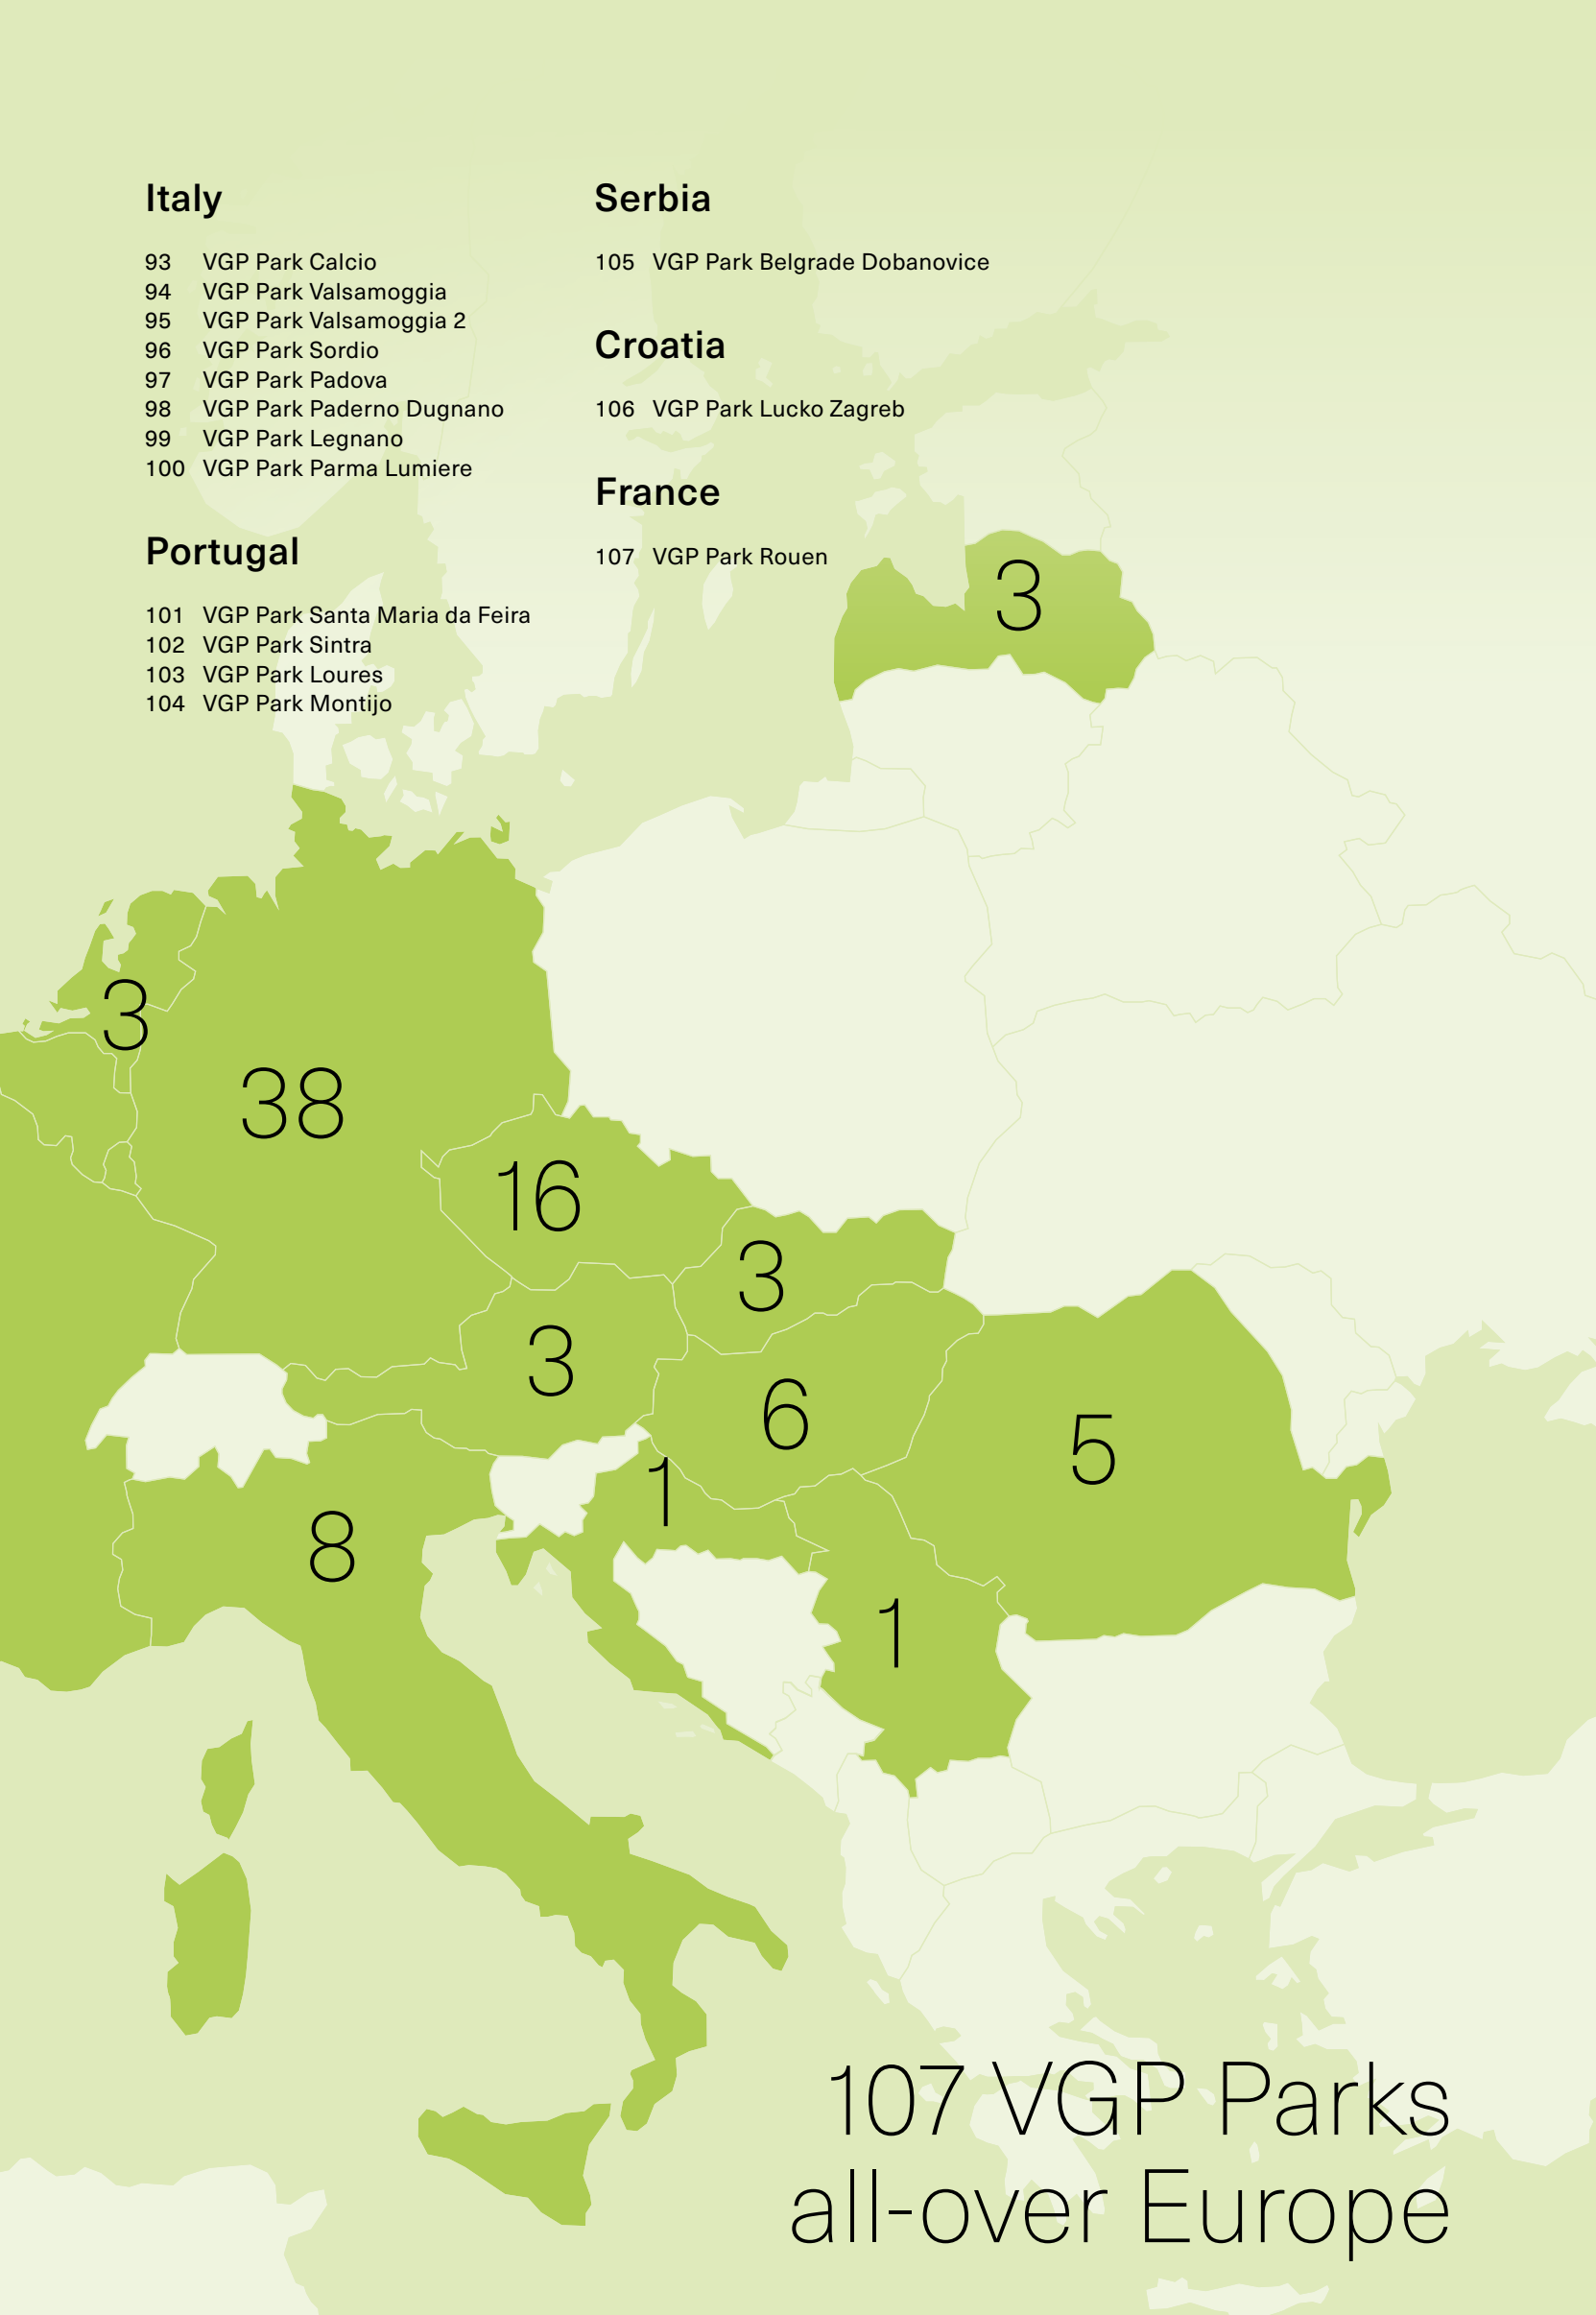 Italy
93 VGP Park Calcio
94 VGP Park Valsamoggia
95 VGP Park Valsamoggia 2
96 VGP Park Sordio
97 VGP Park Padova
98 VGP Park Paderno Dugnano
99 VGP Park Legnano
100 VGP Park Parma Lumiere
Portugal
101 VGP Park Santa Maria da Feira
102 VGP Park Sintra
103 VGP Park Loures
104 VGP Park Montijo
Serbia
105 VGP Park Belgrade Dobanovice
Croatia
106 VGP Park Lucko Zagreb
France
107 VGP Park Rouen
3
3
38
16
3
3
6
5
1
8
1
107 VGP Parks
all-over Europe